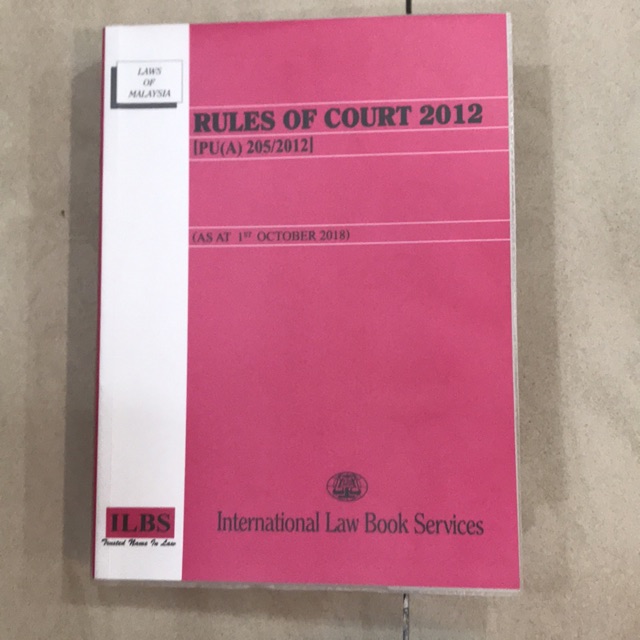 LAWS
OF
MALAYSIA
RULES OF COURT 2012
[PU(A) 205/2012]
(AS AT 1ST OCTOBER 2018)
International Law Book Services
ILBS
Trusted Name In Law